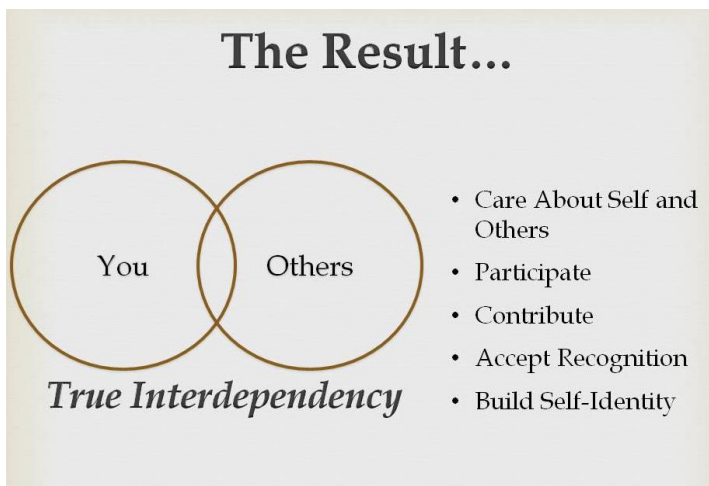 The Result...
You
Others
True Interdependency
• Care About Self and
Others
• Participate
• Contribute
• Accept Recognition
• Build Self-Identity